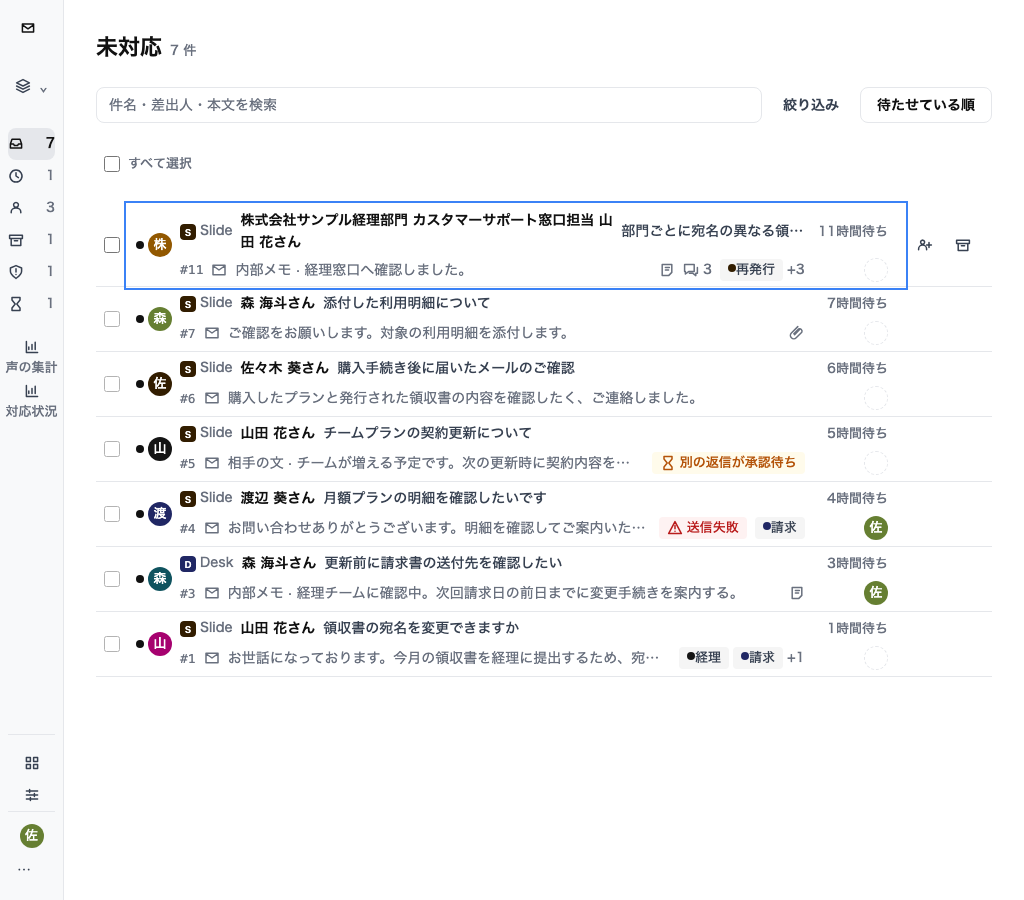 未対応 7 件
件名・差出人・本文を検索
絞り込み
待たせている順
7
1
3
1
1
1
声の集計
対応状況
すべて選択
株 S Slide 株式会社サンプル経理部門 カスタマーサポート窓口担当 山田 花さん 部門ごとに宛名の異なる領… 11時間待ち
#11 内部メモ · 経理窓口へ確認しました。 3 再発行 +3
森 S Slide 森 海斗さん 添付した利用明細について 7時間待ち
#7 ご確認をお願いします。対象の利用明細を添付します。
佐 S Slide 佐々木 葵さん 購入手続き後に届いたメールのご確認 6時間待ち
#6 購入したプランと発行された領収書の内容を確認したく、ご連絡しました。
山 S Slide 山田 花さん チームプランの契約更新について 5時間待ち
#5 相手の文 · チームが増える予定です。次の更新時に契約内容を… 別の返信が承認待ち
渡 S Slide 渡辺 葵さん 月額プランの明細を確認したいです 4時間待ち
#4 お問い合わせありがとうございます。明細を確認してご案内いた… 送信失敗 請求 佐
森 D Desk 森 海斗さん 更新前に請求書の送付先を確認したい 3時間待ち
#3 内部メモ · 経理チームに確認中。次回請求日の前日までに変更手続きを案内する。 佐
山 S Slide 山田 花さん 領収書の宛名を変更できますか 1時間待ち
#1 お世話になっております。今月の領収書を経理に提出するため、宛… 経理 請求 +1
佐
…